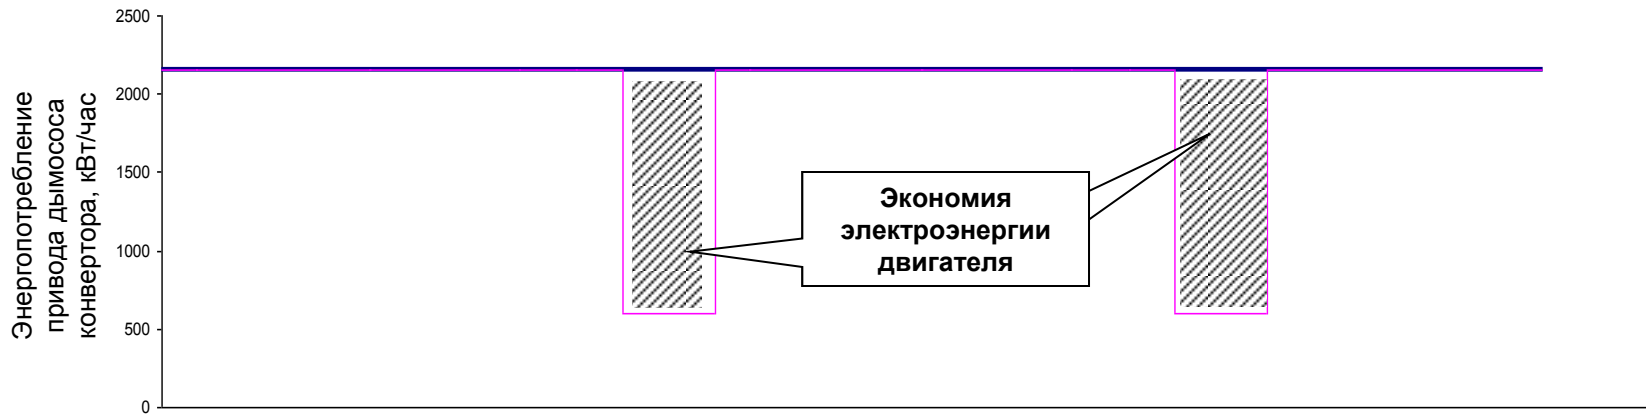 Энергопотребление
привода дымососа
конвертора, кВт/час
2500
2000
1500
1000
500
0
Экономия
электроэнергии
двигателя